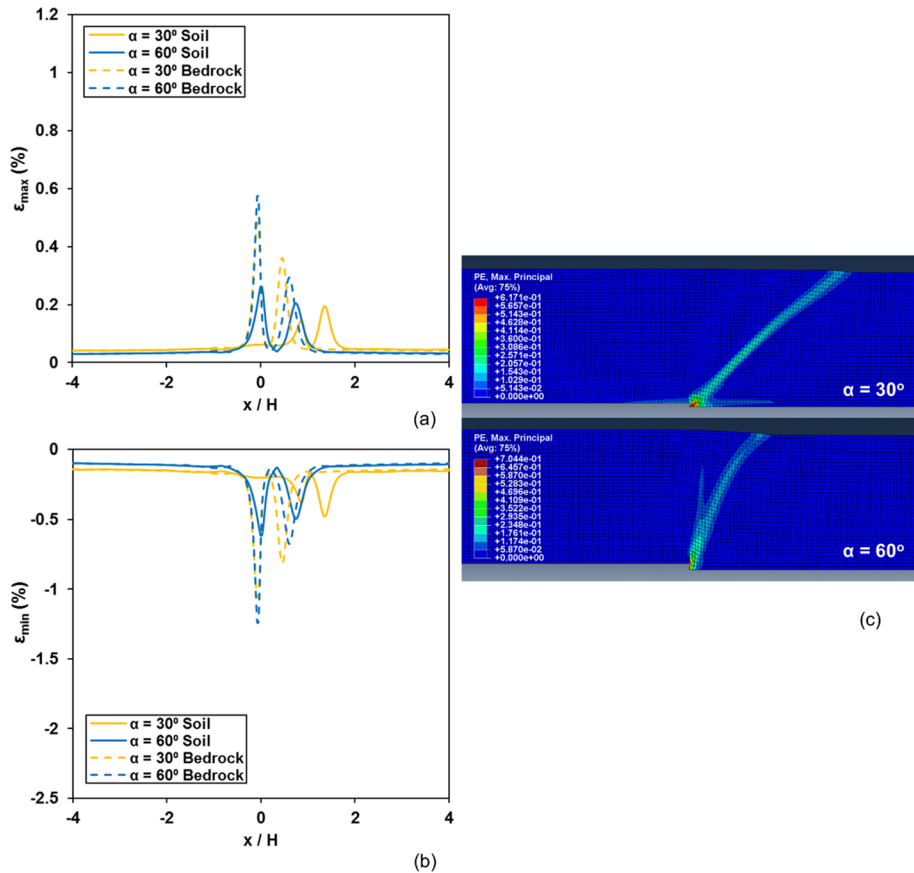 (a)
1.2
1
0.8
0.6
0.4
0.2
0
εmax (%)
α = 30º Soil
α = 60º Soil
α = 30º Bedrock
α = 60º Bedrock
-4 -2 0 2 4
x / H
(b)
0
-0.5
-1
-1.5
-2
-2.5
εmin (%)
α = 30º Soil
α = 60º Soil
α = 30º Bedrock
α = 60º Bedrock
-4 -2 0 2 4
x / H
PE, Max. Principal
(Avg: 75%)
+6.171e-01
+5.657e-01
+5.143e-01
+4.628e-01
+4.114e-01
+3.600e-01
+3.086e-01
+2.571e-01
+2.057e-01
+1.543e-01
+1.029e-01
+5.143e-02
+0.000e+00
α = 30º
PE, Max. Principal
(Avg: 75%)
+7.044e-01
+6.457e-01
+5.870e-01
+5.283e-01
+4.696e-01
+4.109e-01
+3.522e-01
+2.935e-01
+2.348e-01
+1.761e-01
+1.174e-01
+5.870e-02
+0.000e+00
α = 60º
(c)